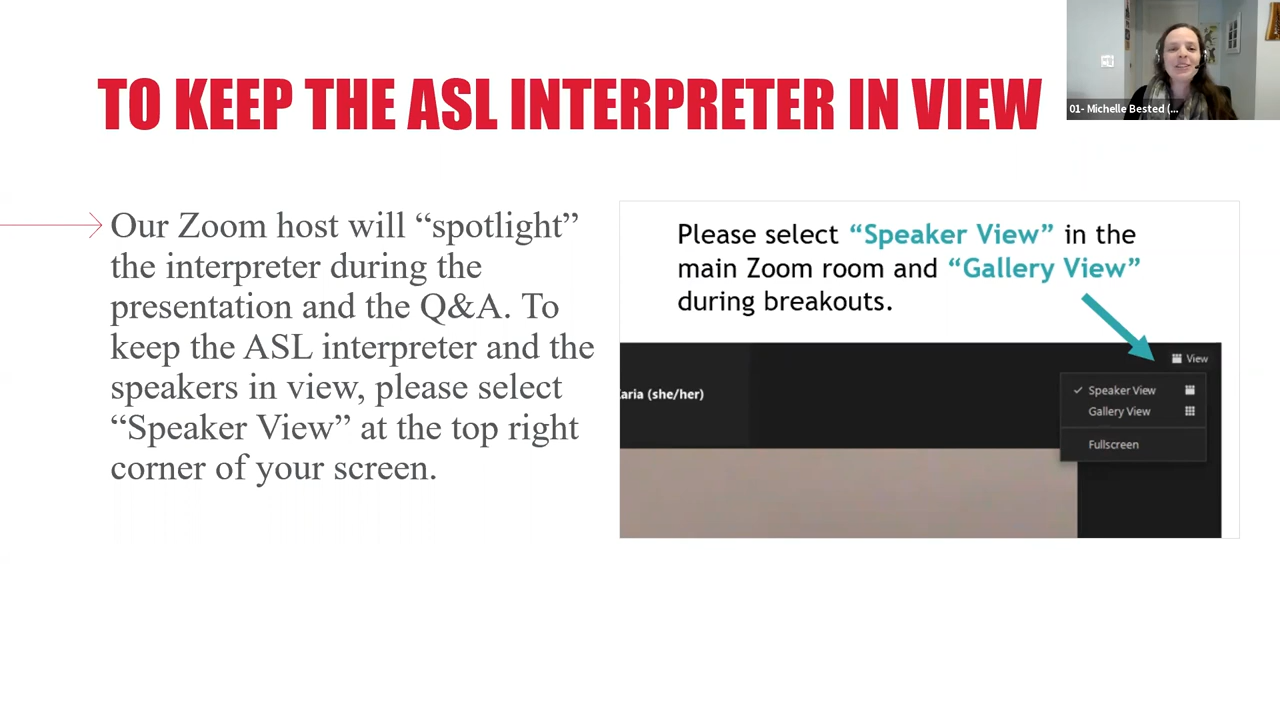 TO KEEP THE ASL INTERPRETER IN VIEW
01- Michelle Bested (...
Our Zoom host will “spotlight”
the interpreter during the
presentation and the Q&A. To
keep the ASL interpreter and the
speakers in view, please select
“Speaker View” at the top right
corner of your screen.
Please select “Speaker View” in the
main Zoom room and “Gallery View”
during breakouts.
View
(she/her)
Speaker View
Gallery View
Fullscreen